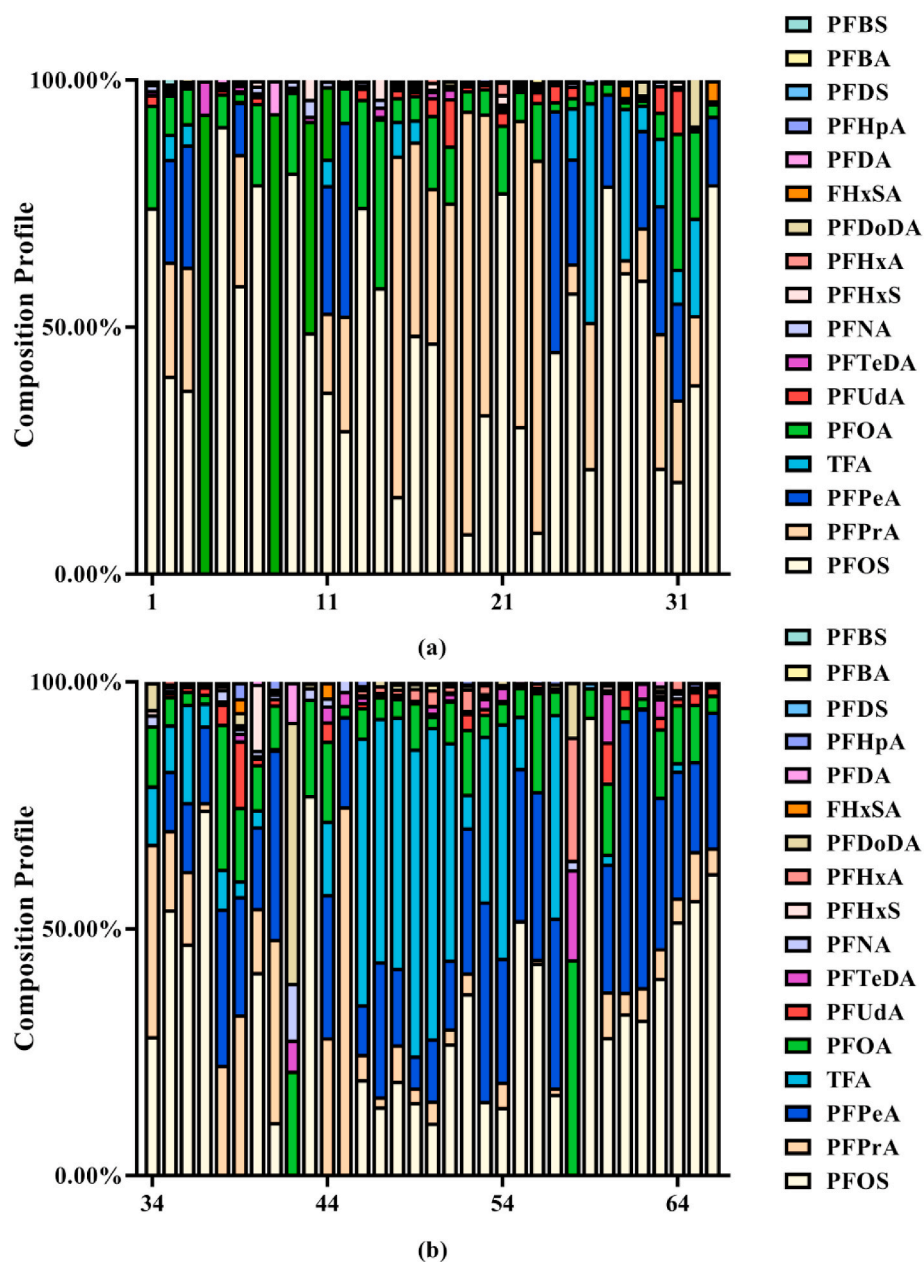 100.00%
50.00%
0.00%
Composition Profile
1 11 21 31
(a)
PFBS
PFBA
PFDS
PFHpA
PFDA
FHxSA
PFDoDA
PFHxA
PFHxS
PFNA
PFTeDA
PFUdA
PFOA
TFA
PFPeA
PFPrA
PFOS
100.00%
50.00%
0.00%
Composition Profile
34 44 54 64
(b)
PFBS
PFBA
PFDS
PFHpA
PFDA
FHxSA
PFDoDA
PFHxA
PFHxS
PFNA
PFTeDA
PFUdA
PFOA
TFA
PFPeA
PFPrA
PFOS